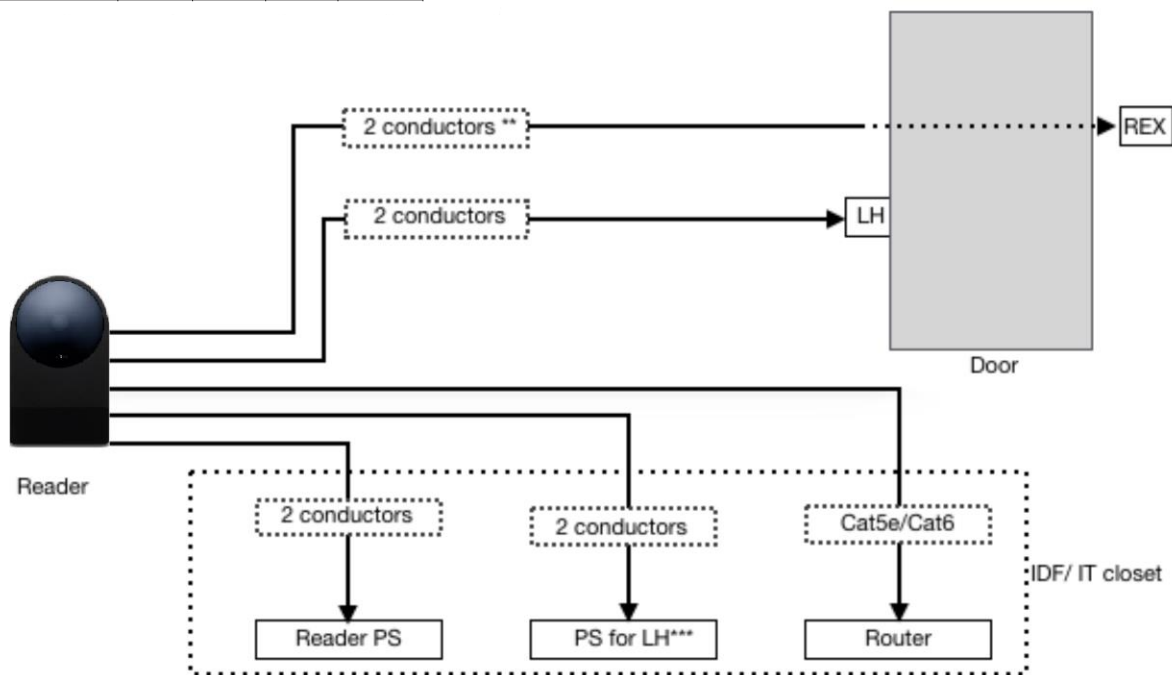 2 conductors **
REX
2 conductors
LH
Door
Reader
2 conductors
2 conductors
Cat5e/Cat6
IDF/ IT closet
Reader PS
PS for LH***
Router